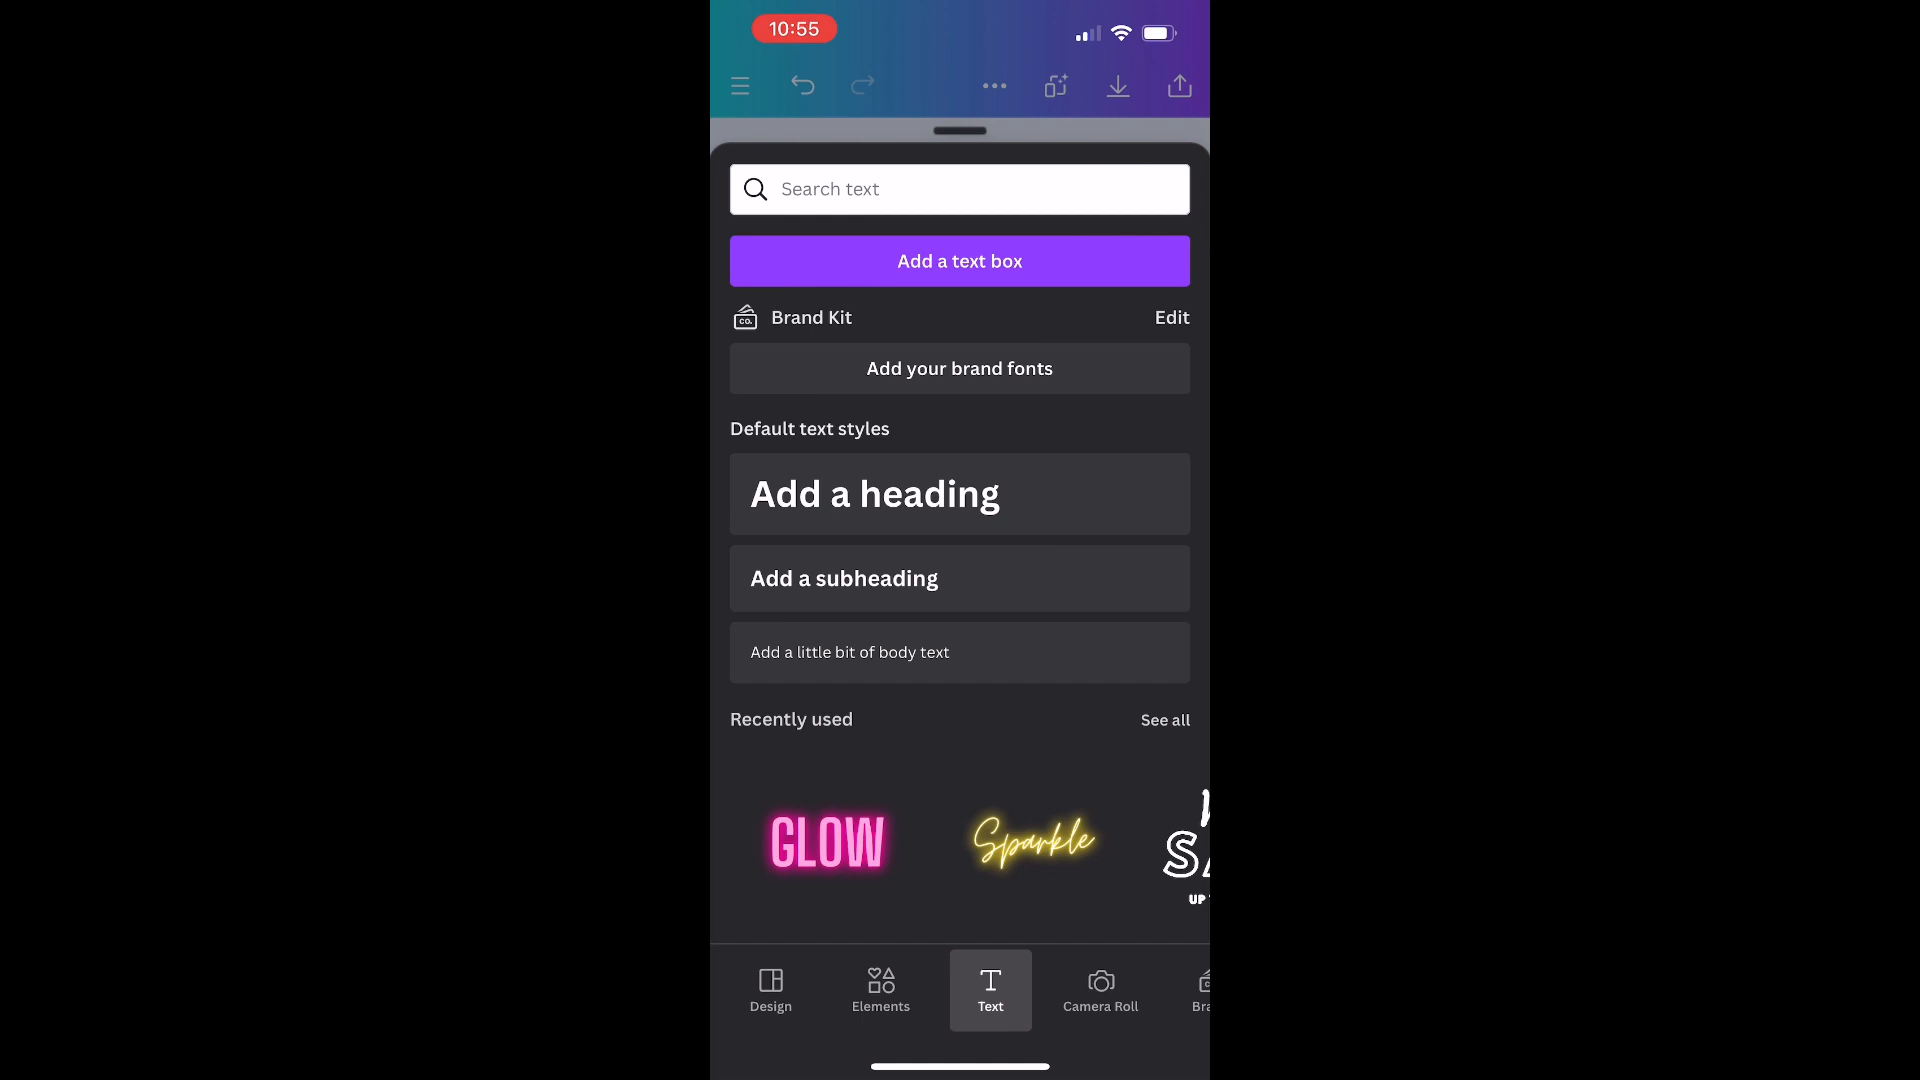 10:55
Search text
Add a text box
CO. Brand Kit Edit
Add your brand fonts
Default text styles
Add a heading
Add a subheading
Add a little bit of body text
Recently used See all
GLOW Sparkle
UP
Design Elements Text Camera Roll